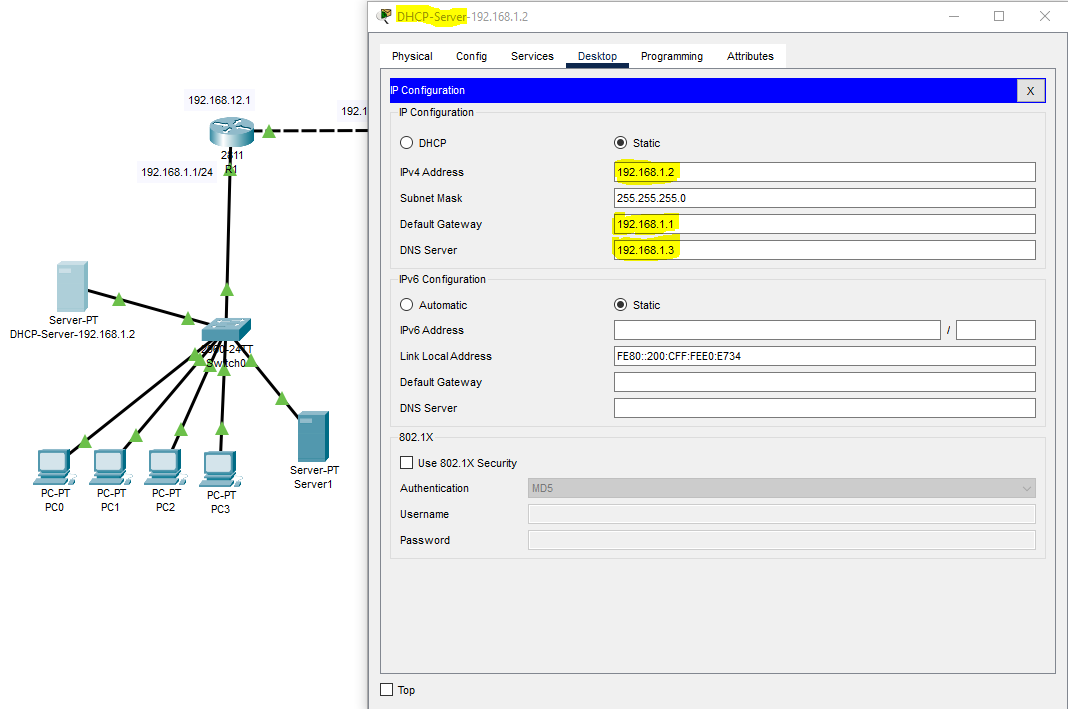 192.168.12.1
192.1
2811
R1
192.168.1.1/24
Server-PT
DHCP-Server-192.168.1.2
2960-24TT
Switch0
PC-PT
PC0
PC-PT
PC1
PC-PT
PC2
PC-PT
PC3
Server-PT
Server1
DHCP-Server-192.168.1.2
Physical Config Services Desktop Programming Attributes
IP Configuration X
IP Configuration
DHCP Static
IPv4 Address 192.168.1.2
Subnet Mask 255.255.255.0
Default Gateway 192.168.1.1
DNS Server 192.168.1.3
IPv6 Configuration
Automatic Static
IPv6 Address /
Link Local Address FE80::200:CFF:FEE0:E734
Default Gateway
DNS Server
802.1X
Use 802.1X Security
Authentication MD5
Username
Password
Top